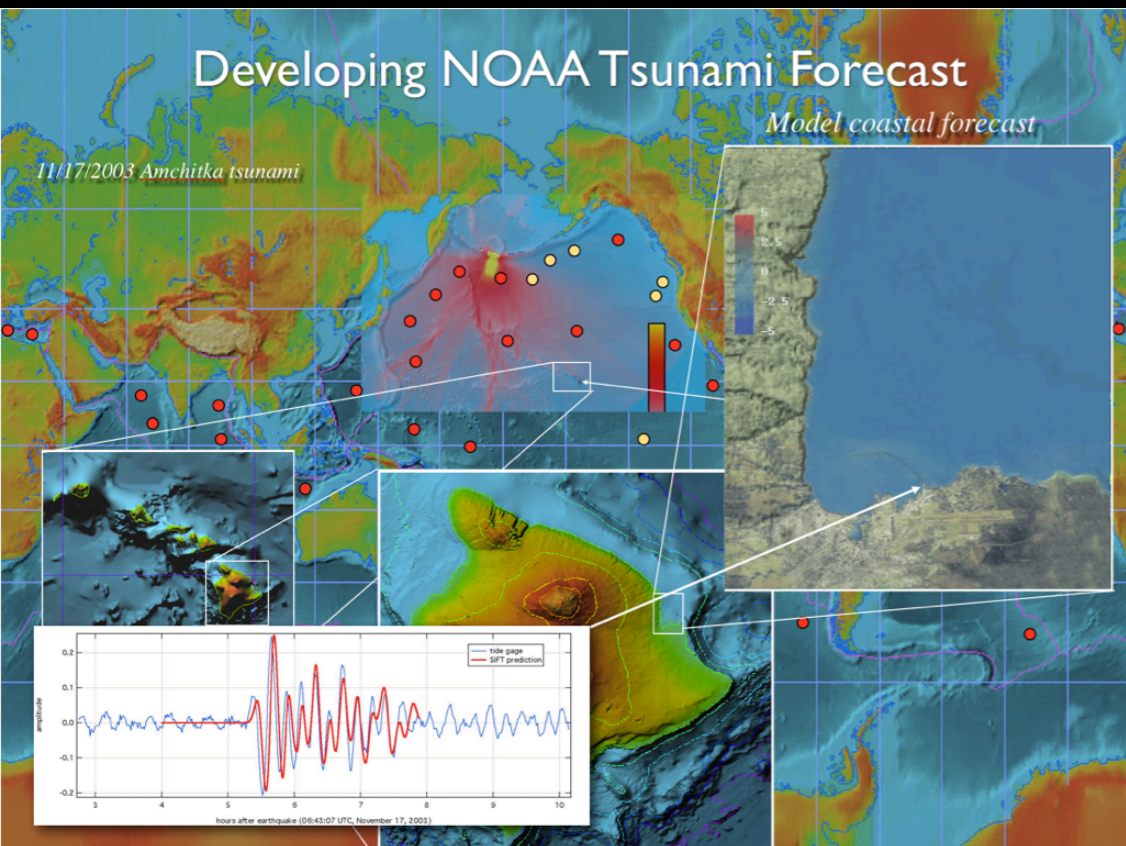 Developing NOAA Tsunami Forecast
Model coastal forecast
11/17/2003 Amchitka tsunami
5
2.5
0
-2.5
-5
tide gage
SIFT prediction
0.2
0.1
0.0
-0.1
-0.2
amplitude
3 4 5 6 7 8 9 10
hours after earthquake (06:43:07 UTC, November 17, 2003)